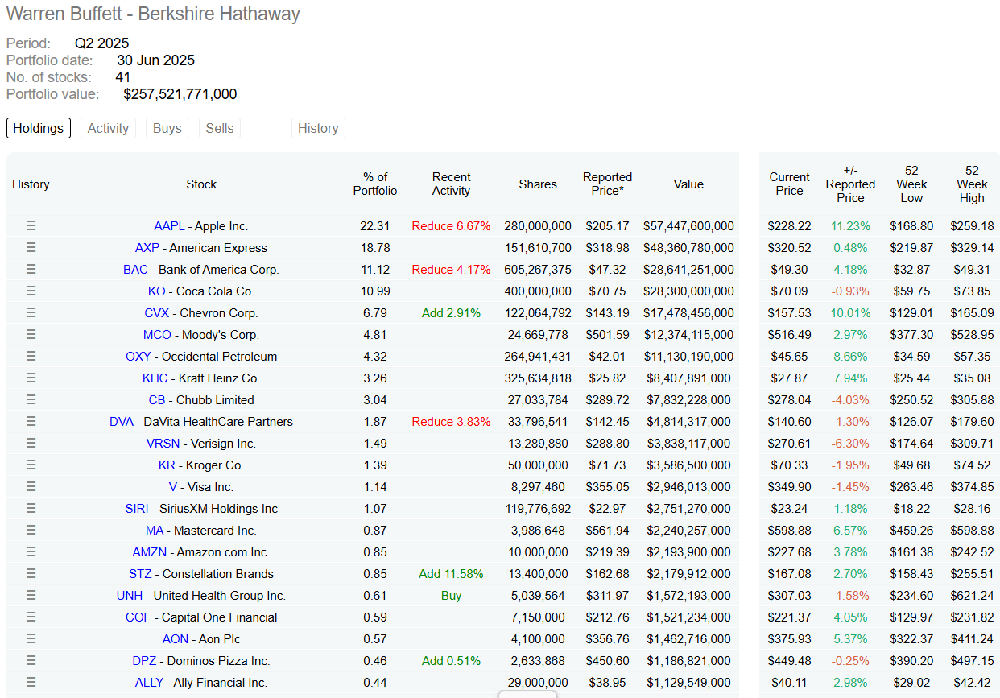 Warren Buffett - Berkshire Hathaway
Period: Q2 2025
Portfolio date: 30 Jun 2025
No. of stocks: 41
Portfolio value: $257,521,771,000
Holdings Activity Buys Sells History
History Stock % of Portfolio Recent Activity Shares Reported Price* Value Current Price +/- Reported Price 52 Week Low 52 Week High
☰ AAPL - Apple Inc. 22.31 Reduce 6.67% 280,000,000 $205.17 $57,447,600,000 $228.22 11.23% $168.80 $259.18
☰ AXP - American Express 18.78 151,610,700 $318.98 $48,360,780,000 $320.52 0.48% $219.87 $329.14
☰ BAC - Bank of America Corp. 11.12 Reduce 4.17% 605,267,375 $47.32 $28,641,251,000 $49.30 4.18% $32.87 $49.31
☰ KO - Coca Cola Co. 10.99 400,000,000 $70.75 $28,300,000,000 $70.09 -0.93% $59.75 $73.85
☰ CVX - Chevron Corp. 6.79 Add 2.91% 122,064,792 $143.19 $17,478,456,000 $157.53 10.01% $129.01 $165.09
☰ MCO - Moody's Corp. 4.81 24,669,778 $501.59 $12,374,115,000 $516.49 2.97% $377.30 $528.95
☰ OXY - Occidental Petroleum 4.32 264,941,431 $42.01 $11,130,190,000 $45.65 8.66% $34.59 $57.35
☰ KHC - Kraft Heinz Co. 3.26 325,634,818 $25.82 $8,407,891,000 $27.87 7.94% $25.44 $35.08
☰ CB - Chubb Limited 3.04 27,033,784 $289.72 $7,832,228,000 $278.04 -4.03% $250.52 $305.88
☰ DVA - DaVita HealthCare Partners 1.87 Reduce 3.83% 33,796,541 $142.45 $4,814,317,000 $140.60 -1.30% $126.07 $179.60
☰ VRSN - Verisign Inc. 1.49 13,289,880 $288.80 $3,838,117,000 $270.61 -6.30% $174.64 $309.71
☰ KR - Kroger Co. 1.39 50,000,000 $71.73 $3,586,500,000 $70.33 -1.95% $49.68 $74.52
☰ V - Visa Inc. 1.14 8,297,460 $355.05 $2,946,013,000 $349.90 -1.45% $263.46 $374.85
☰ SIRI - SiriusXM Holdings Inc 1.07 119,776,692 $22.97 $2,751,270,000 $23.24 1.18% $18.22 $28.16
☰ MA - Mastercard Inc. 0.87 3,986,648 $561.94 $2,240,257,000 $598.88 6.57% $459.26 $598.88
☰ AMZN - Amazon.com Inc. 0.85 10,000,000 $219.39 $2,193,900,000 $227.68 3.78% $161.38 $242.52
☰ STZ - Constellation Brands 0.85 Add 11.58% 13,400,000 $162.68 $2,179,912,000 $167.08 2.70% $158.43 $255.51
☰ UNH - United Health Group Inc. 0.61 Buy 5,039,564 $311.97 $1,572,193,000 $307.03 -1.58% $234.60 $621.24
☰ COF - Capital One Financial 0.59 7,150,000 $212.76 $1,521,234,000 $221.37 4.05% $129.97 $231.82
☰ AON - Aon Plc 0.57 4,100,000 $356.76 $1,462,716,000 $375.93 5.37% $322.37 $411.24
☰ DPZ - Dominos Pizza Inc. 0.46 Add 0.51% 2,633,868 $450.60 $1,186,821,000 $449.48 -0.25% $390.20 $497.15
☰ ALLY - Ally Financial Inc. 0.44 29,000,000 $38.95 $1,129,549,000 $40.11 2.98% $29.02 $42.42